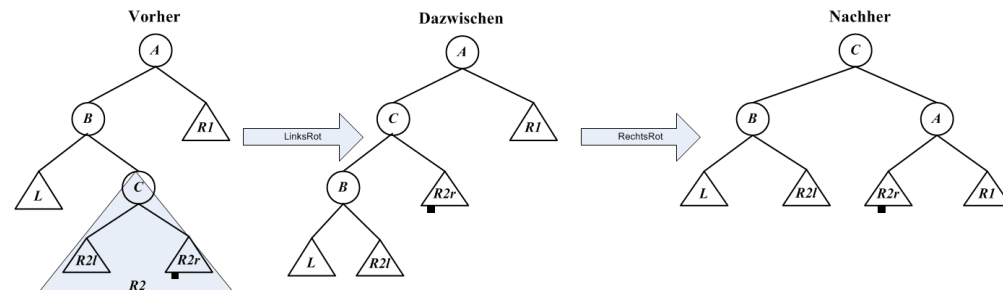 Vorher
Dazwischen
Nachher
A
B
R1
L
C
R2l
R2r
R2
LinksRot
A
C
R1
B
R2r
L
R2l
RechtsRot
C
B
A
L
R2l
R2r
R1